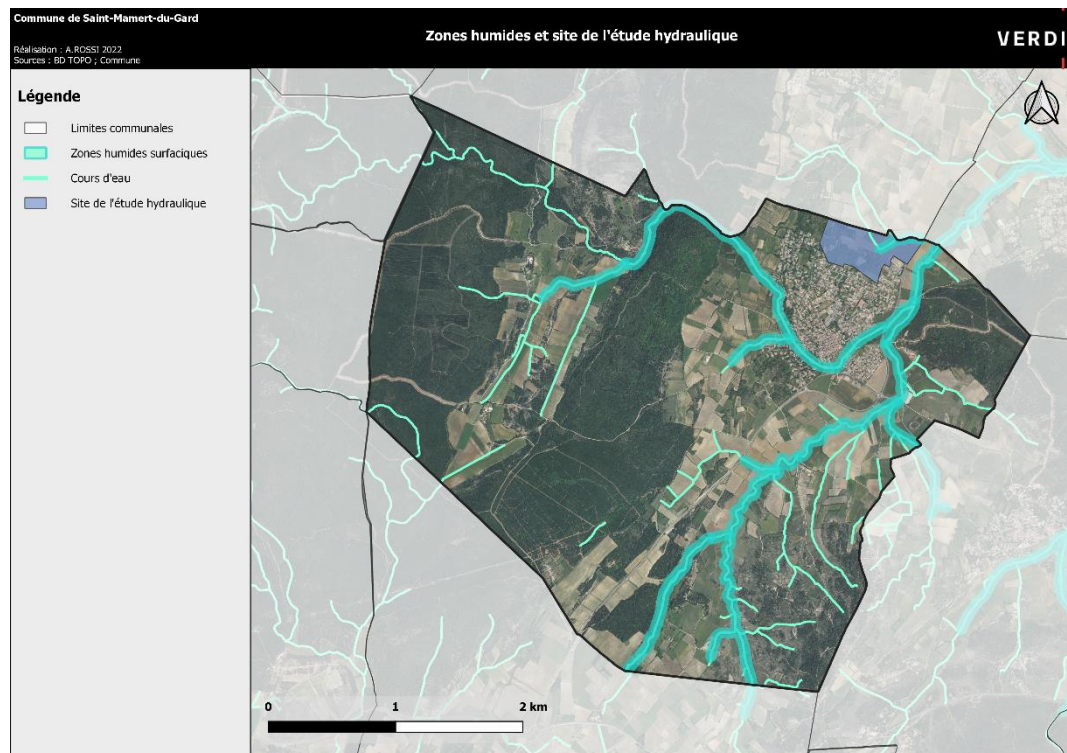 Commune de Saint-Mamert-du-Gard
Réalisation : A.ROSSI 2022
Sources : BD TOPO ; Commune
Zones humides et site de l'étude hydraulique
VERDI
Légende
Limites communales
Zones humides surfaciques
Cours d'eau
Site de l'étude hydraulique
0 1 2 km